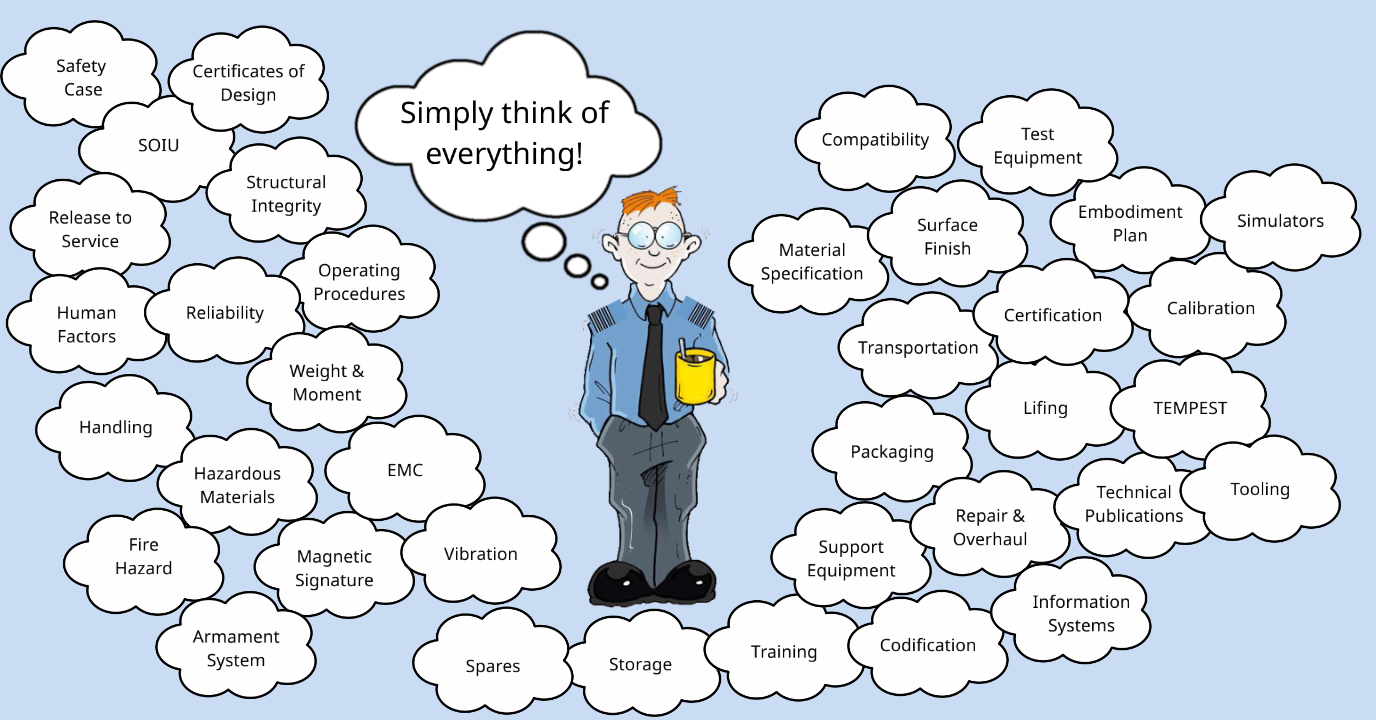 Safety
Case
Certificates of
Design
SOIU
Structural
Integrity
Release to
Service
Operating
Procedures
Human
Factors
Reliability
Weight &
Moment
Handling
Hazardous
Materials
EMC
Fire
Hazard
Magnetic
Signature
Vibration
Armament
System
Simply think of
everything!
Spares
Storage
Training
Codification
Information
Systems
Compatibility
Test
Equipment
Embodiment
Plan
Simulators
Material
Specification
Surface
Finish
Transportation
Certification
Calibration
Lifing
TEMPEST
Packaging
Repair &
Overhaul
Technical
Publications
Tooling
Support
Equipment